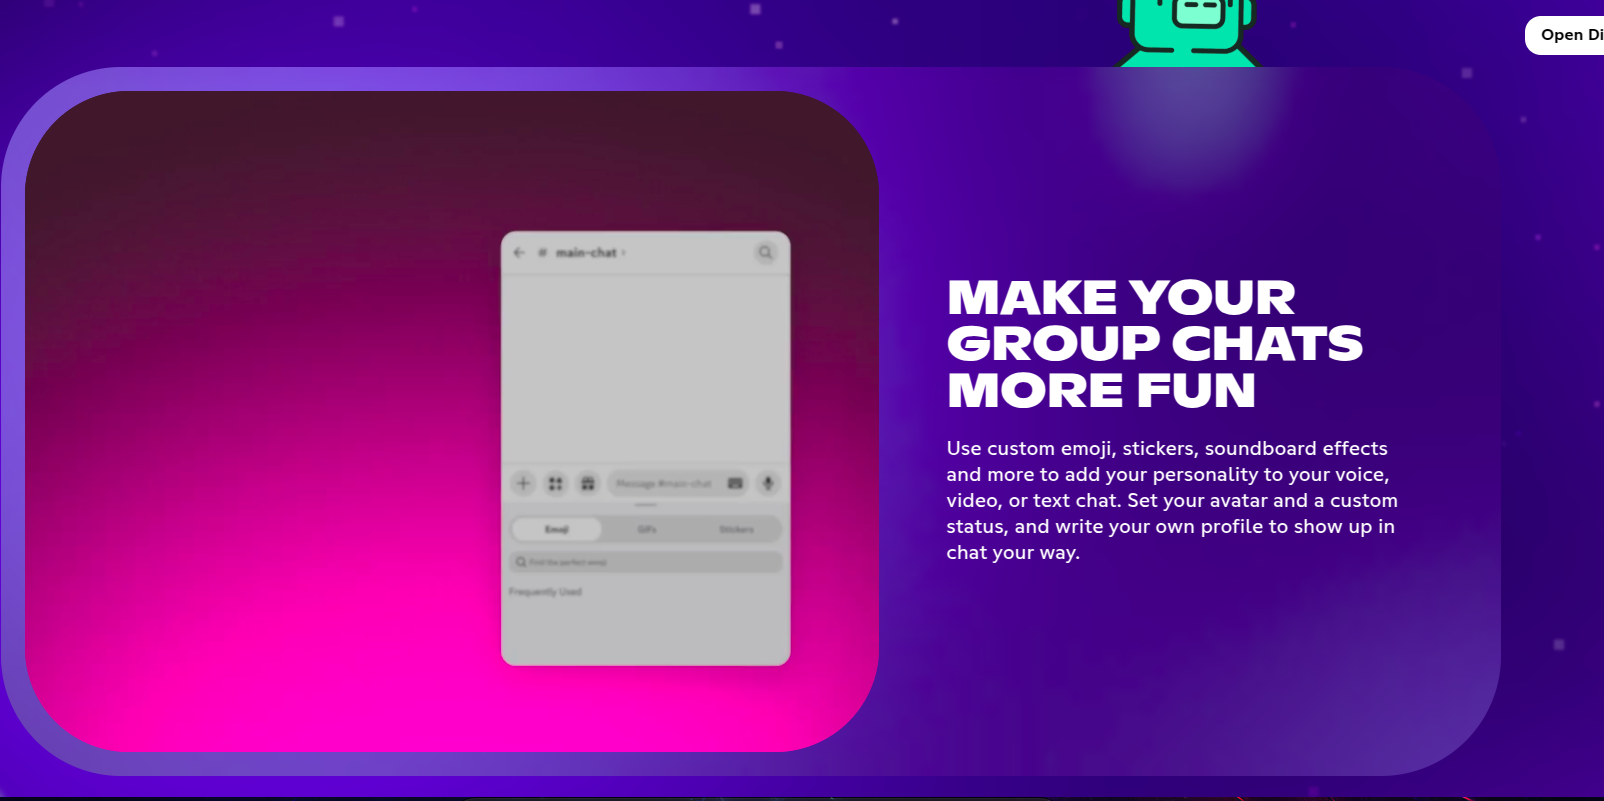 Open Di
# main-chat ›
Message #main-chat
Emoji GIFs Stickers
Find the perfect emoji
Frequently Used
MAKE YOUR
GROUP CHATS
MORE FUN
Use custom emoji, stickers, soundboard effects
and more to add your personality to your voice,
video, or text chat. Set your avatar and a custom
status, and write your own profile to show up in
chat your way.